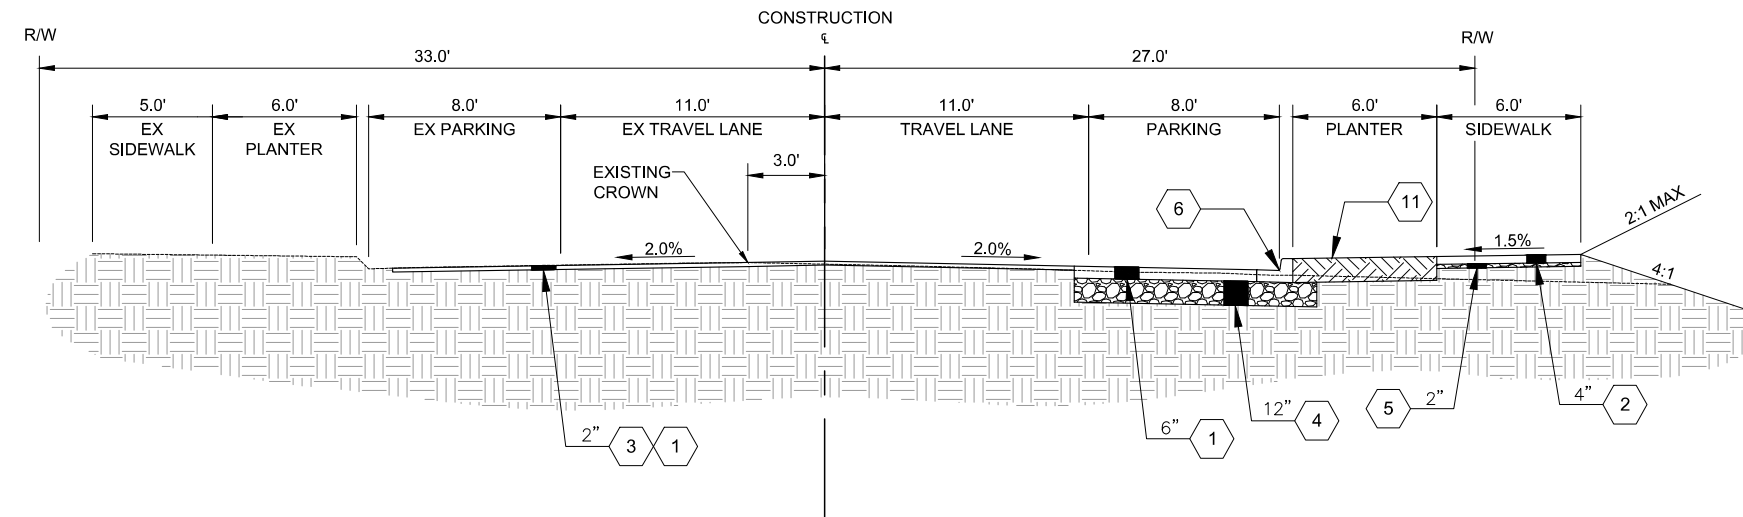 CONSTRUCTION
℄
R/W
R/W
33.0'
27.0'
5.0'
6.0'
8.0'
11.0'
11.0'
8.0'
6.0'
6.0'
EX
SIDEWALK
EX
PLANTER
EX PARKING
EX TRAVEL LANE
TRAVEL LANE
PARKING
PLANTER
SIDEWALK
3.0'
EXISTING
CROWN
6
11
2:1 MAX
2.0%
2.0%
1.5%
4:1
2”
3
1
6”
1
12”
4
5
2”
4”
2